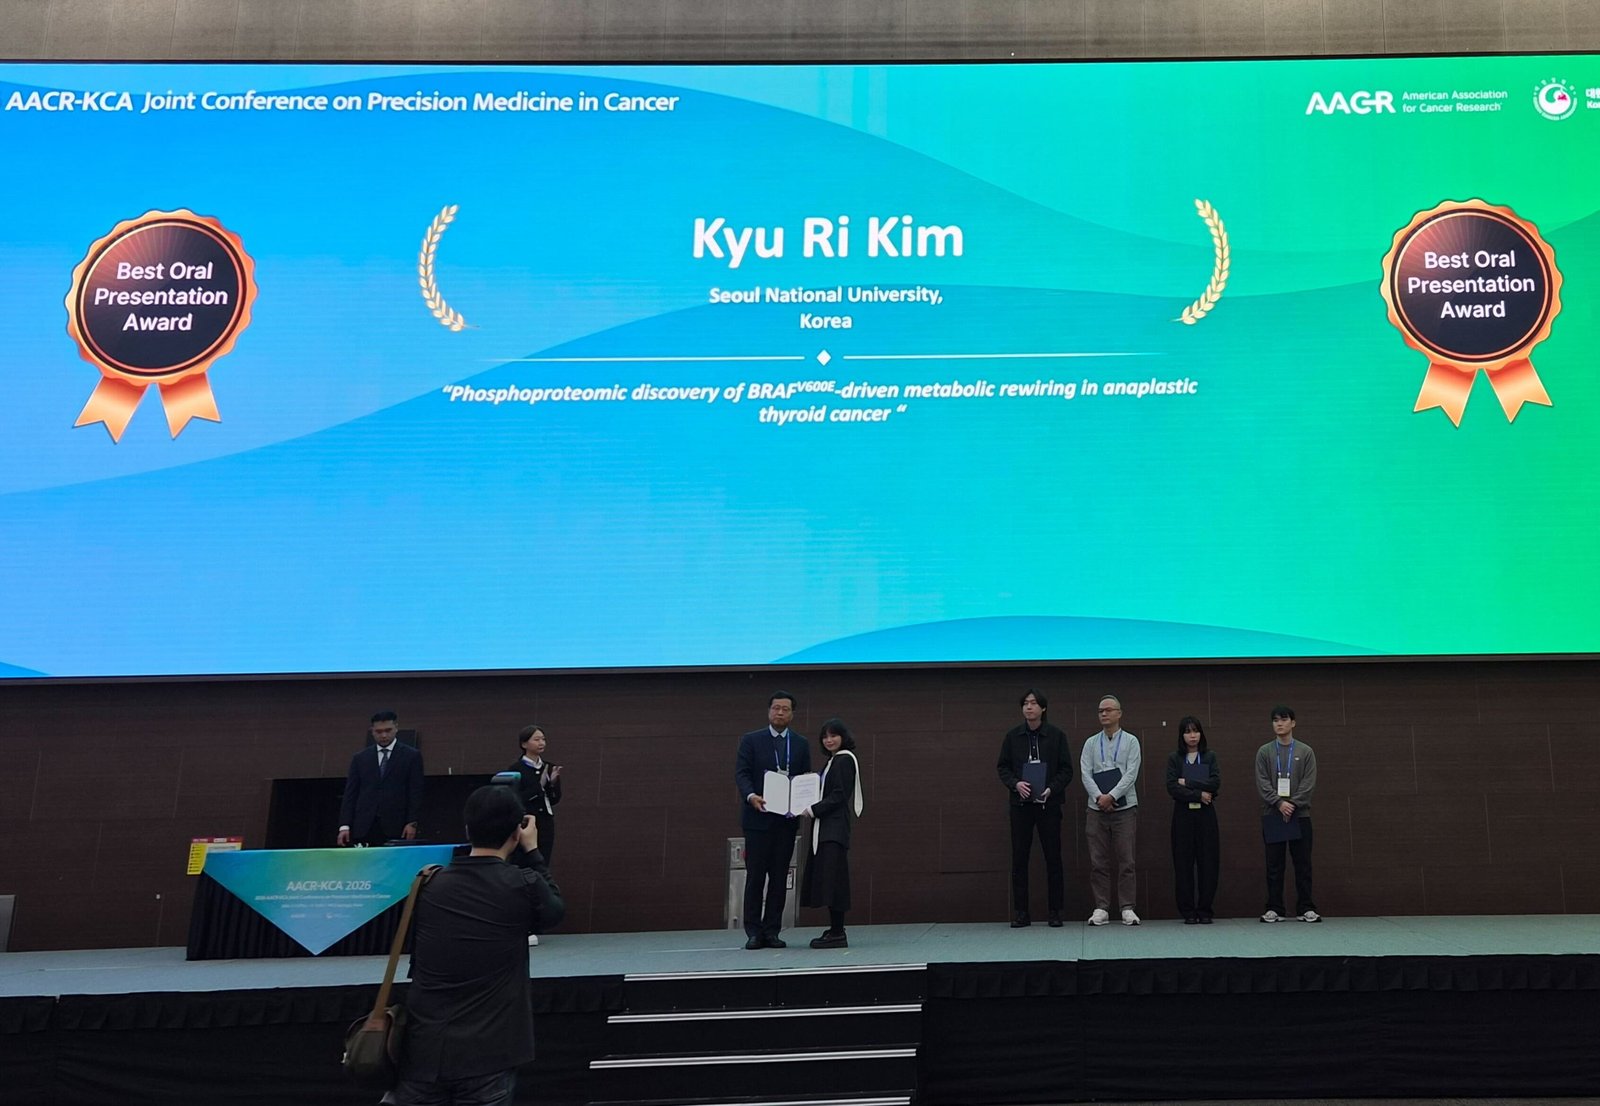 AACR-KCA Joint Conference on Precision Medicine in Cancer
AACR American Association
for Cancer Research
Best Oral
Presentation
Award
Kyu Ri Kim
Seoul National University,
Korea
“Phosphoproteomic discovery of BRAFV600E-driven metabolic rewiring in anaplastic
thyroid cancer “
Best Oral
Presentation
Award
AACR-KCA 2026